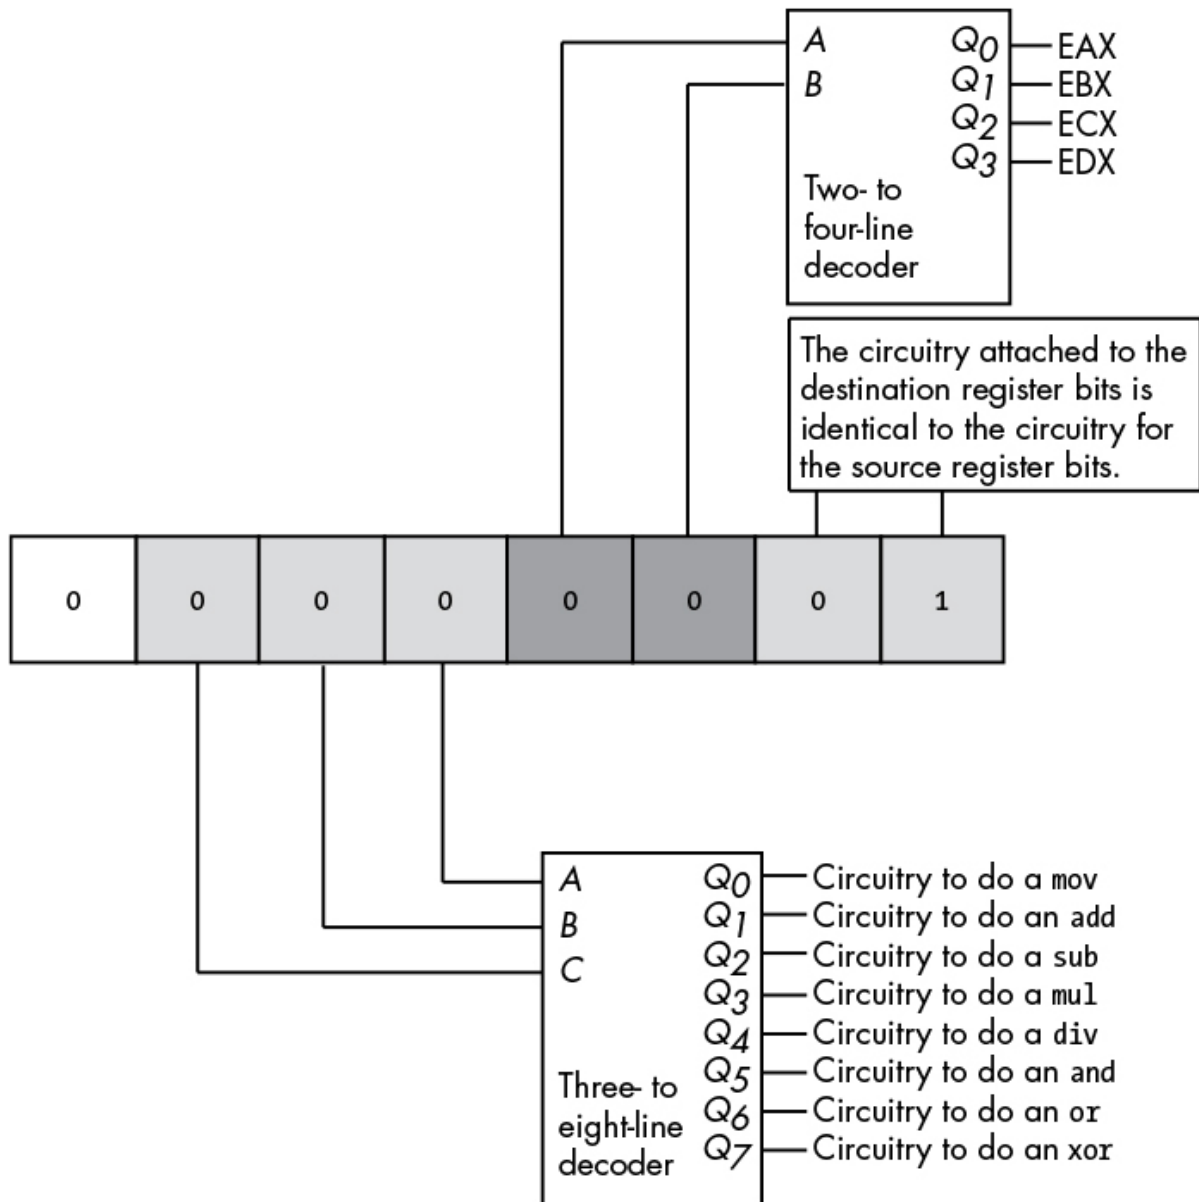 A Q0 EAX
B Q1 EBX
Q2 ECX
Q3 EDX
Two- to
four-line
decoder
The circuitry attached to the
destination register bits is
identical to the circuitry for
the source register bits.
0 0 0 0 0 0 0 1
A Q0 Circuitry to do a mov
B Q1 Circuitry to do an add
C Q2 Circuitry to do a sub
Q3 Circuitry to do a mul
Q4 Circuitry to do a div
Q5 Circuitry to do an and
Q6 Circuitry to do an or
Q7 Circuitry to do an xor
Three- to
eight-line
decoder